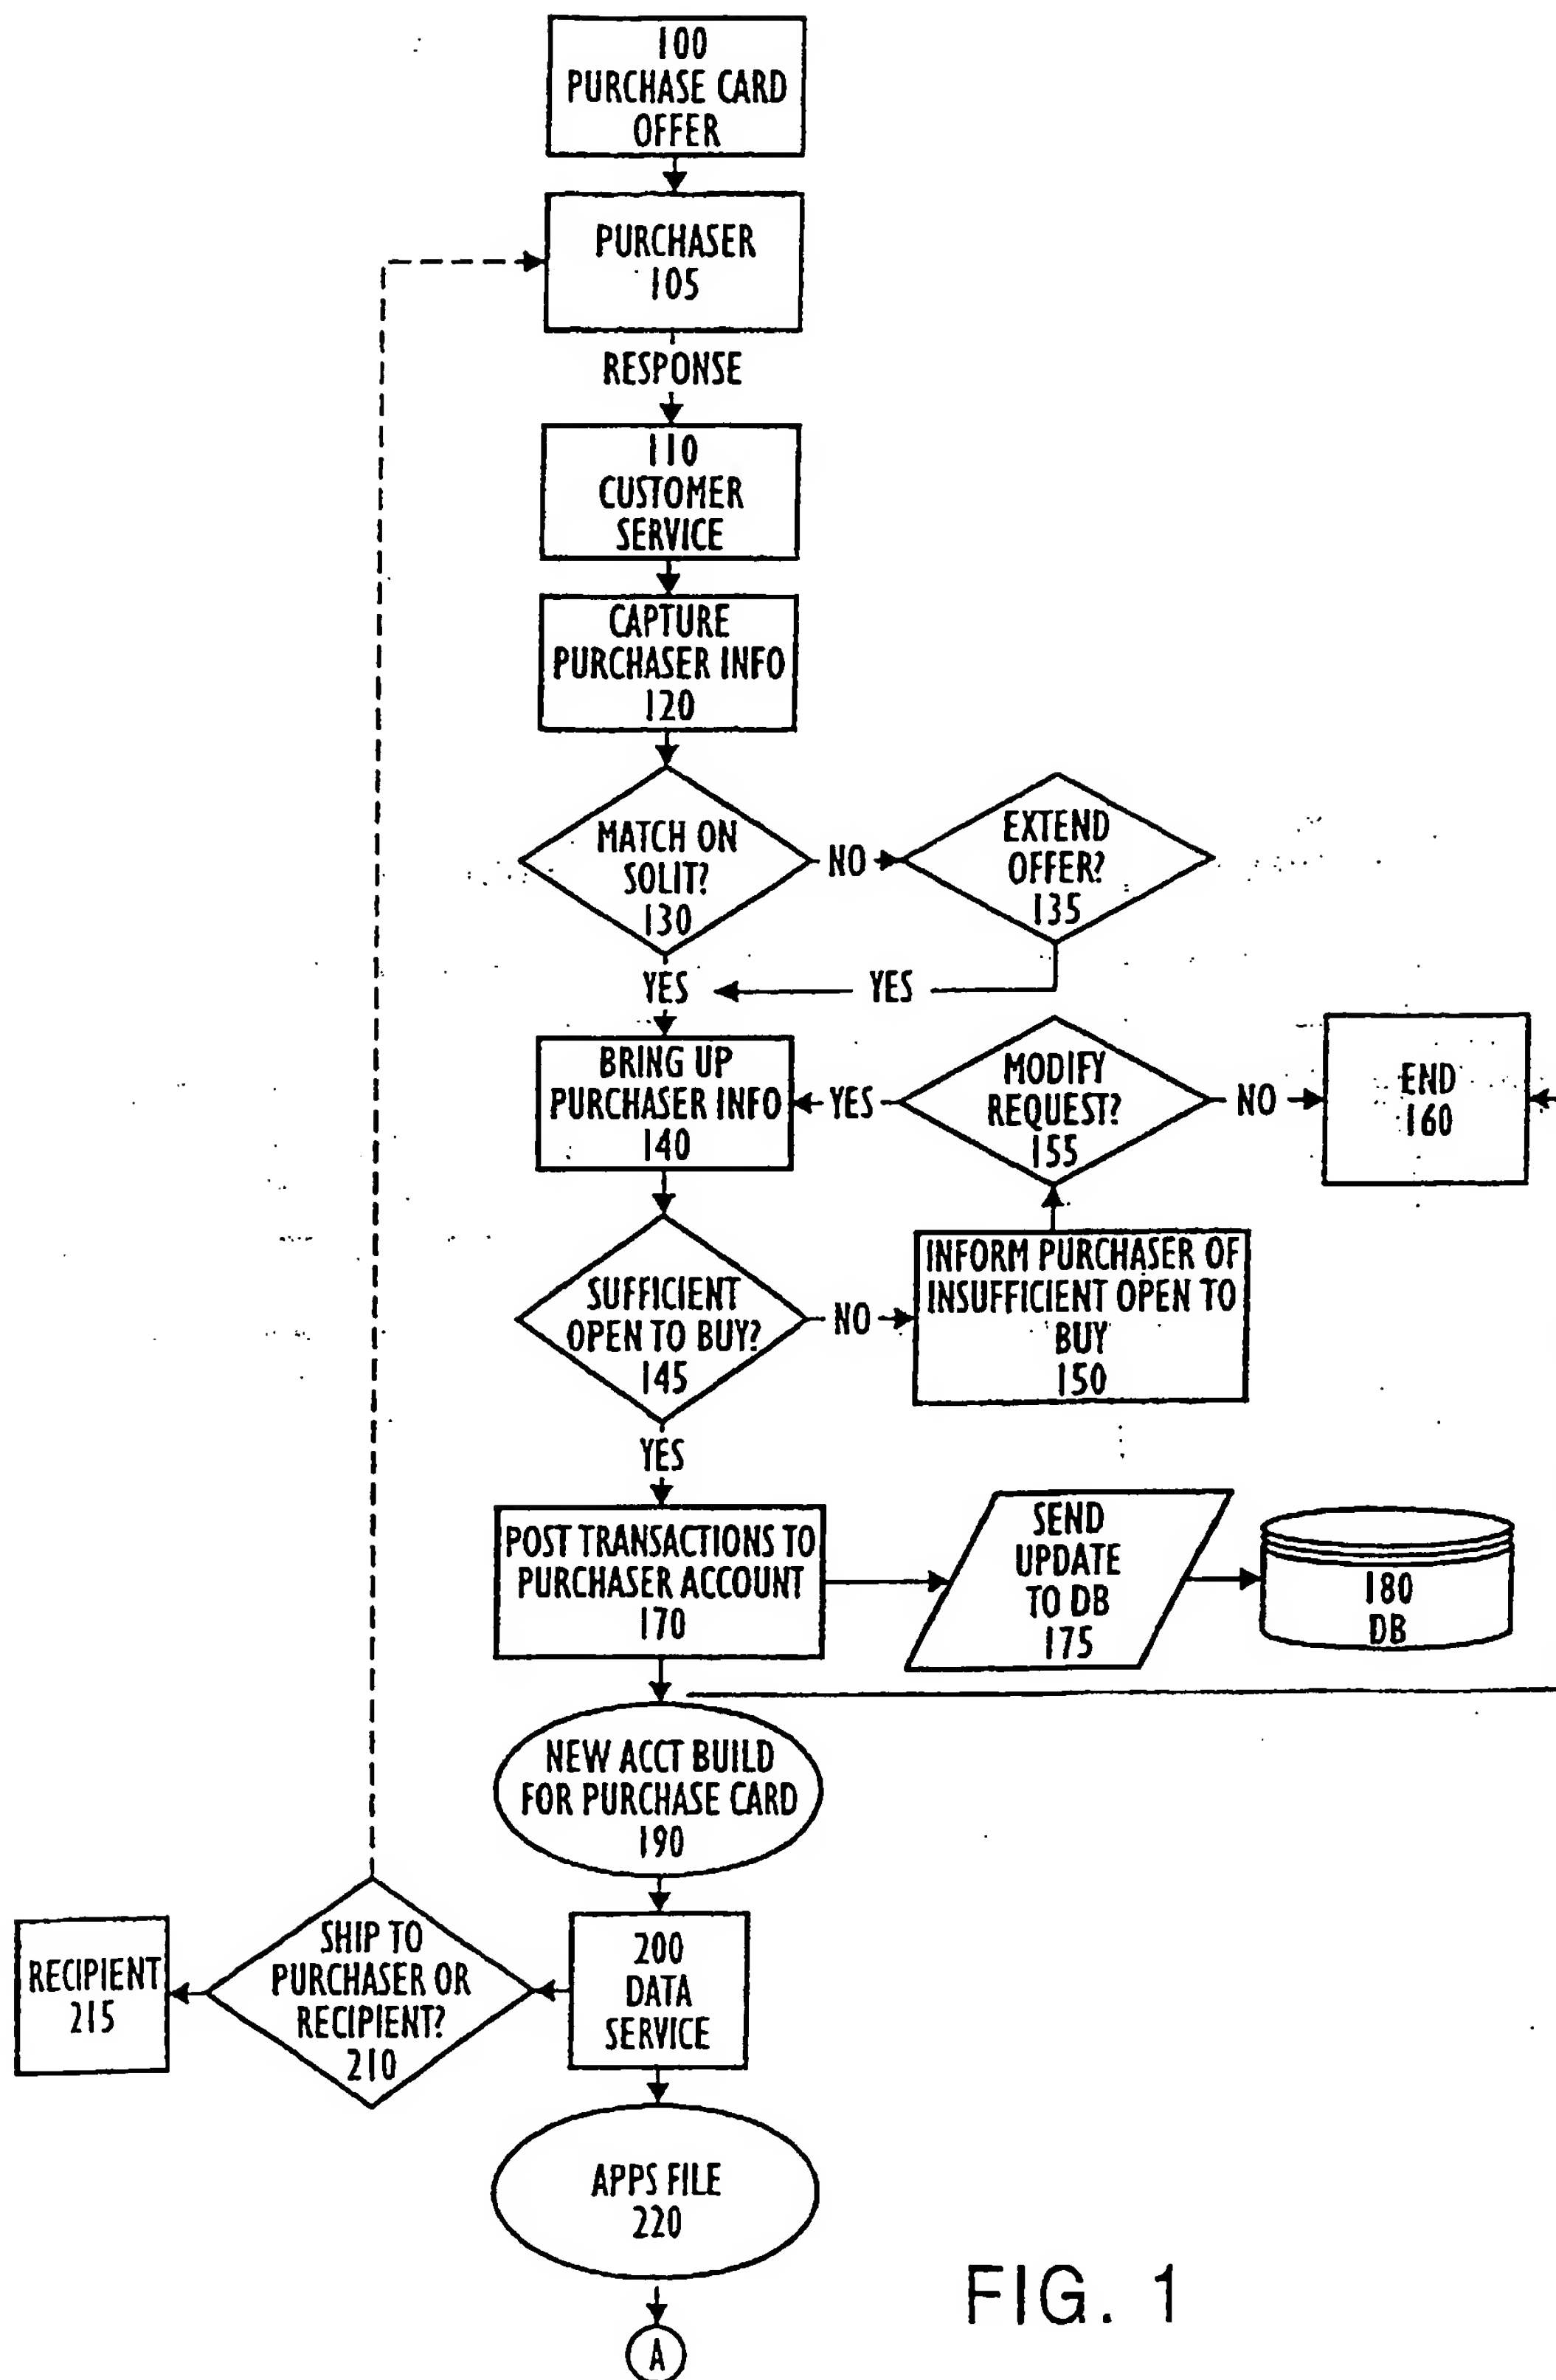 100
PURCHASE CARD
OFFER
PURCHASER
105
RESPONSE
110
CUSTOMER
SERVICE
CAPTURE
PURCHASER INFO
120
MATCH ON
SOLIT?
130
NO
EXTEND
OFFER?
135
YES
YES
BRING UP
PURCHASER INFO
140
YES
MODIFY
REQUEST?
155
NO
END
160
SUFFICIENT
OPEN TO BUY?
145
NO
INFORM PURCHASER OF
INSUFFICIENT OPEN TO
BUY
150
YES
POST TRANSACTIONS TO
PURCHASER ACCOUNT
170
SEND
UPDATE
TO DB
175
180
DB
NEW ACCT BUILD
FOR PURCHASE CARD
190
RECIPIENT
215
SHIP TO
PURCHASER OR
RECIPIENT?
210
200
DATA
SERVICE
APPS FILE
220
A
FIG. 1